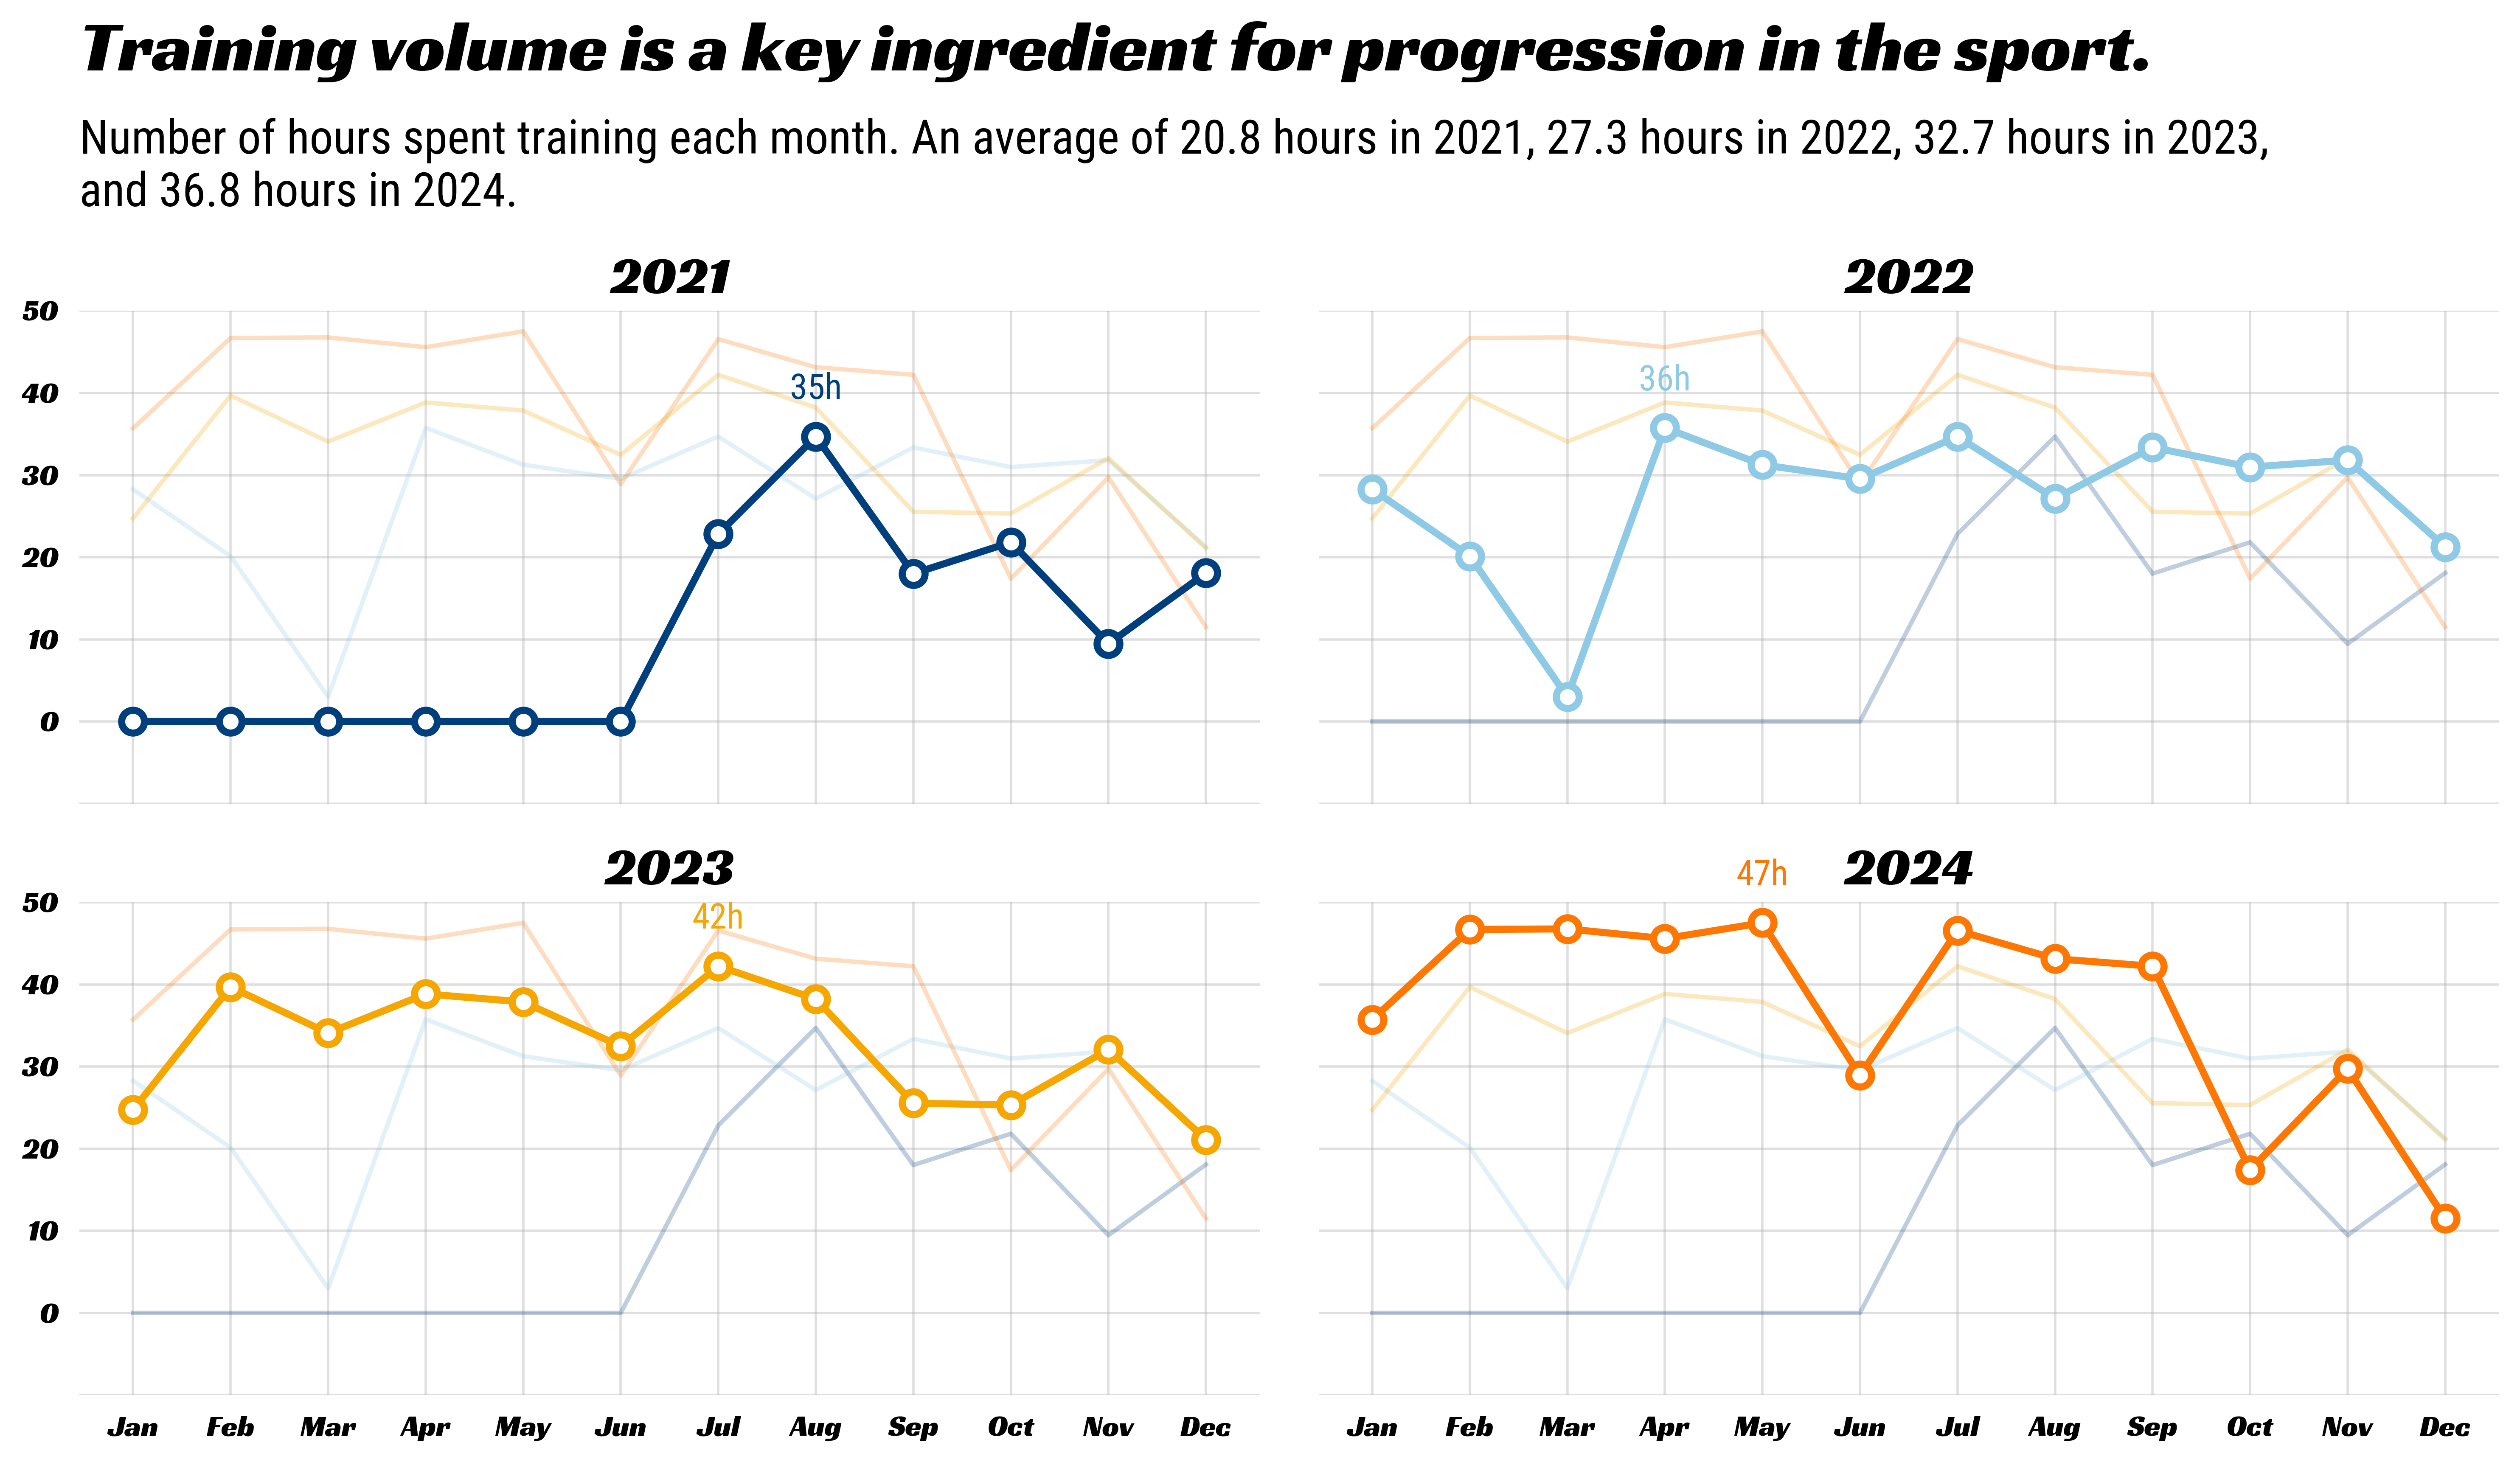 Training volume is a key ingredient for progression in the sport.
Number of hours spent training each month. An average of 20.8 hours in 2021, 27.3 hours in 2022, 32.7 hours in 2023,
and 36.8 hours in 2024.
2021
2022
50
40
30
20
10
0
35h
36h
2023
2024
50
40
30
20
10
0
42h
47h
Jan Feb Mar Apr May Jun Jul Aug Sep Oct Nov Dec
Jan Feb Mar Apr May Jun Jul Aug Sep Oct Nov Dec